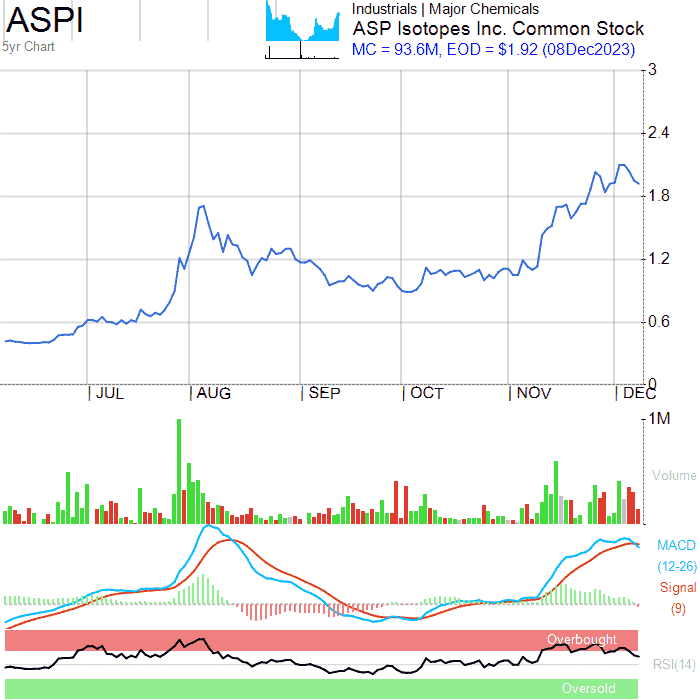 ASPI
5yr Chart
Industrials | Major Chemicals
ASP Isotopes Inc. Common Stock
MC = 93.6M, EOD = $1.92 (08Dec2023)
3
2.4
1.8
1.2
0.6
0
JUL AUG SEP OCT NOV DEC
1M
Volume
MACD
(12-26)
Signal
(9)
Overbought
RSI(14)
Oversold